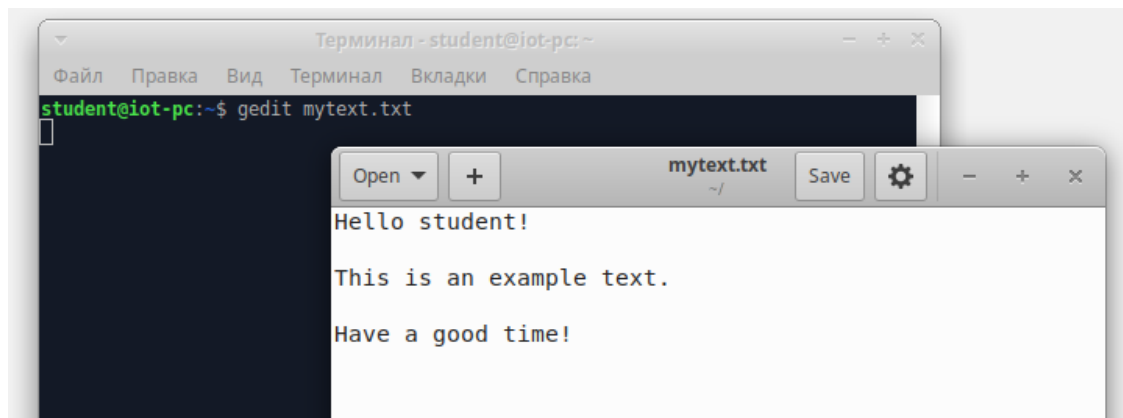 Терминал - student@iot-pc: ~
Файл Правка Вид Терминал Вкладки Справка
student@iot-pc:~$ gedit mytext.txt
Open + mytext.txt Save
~/
Hello student!
This is an example text.
Have a good time!